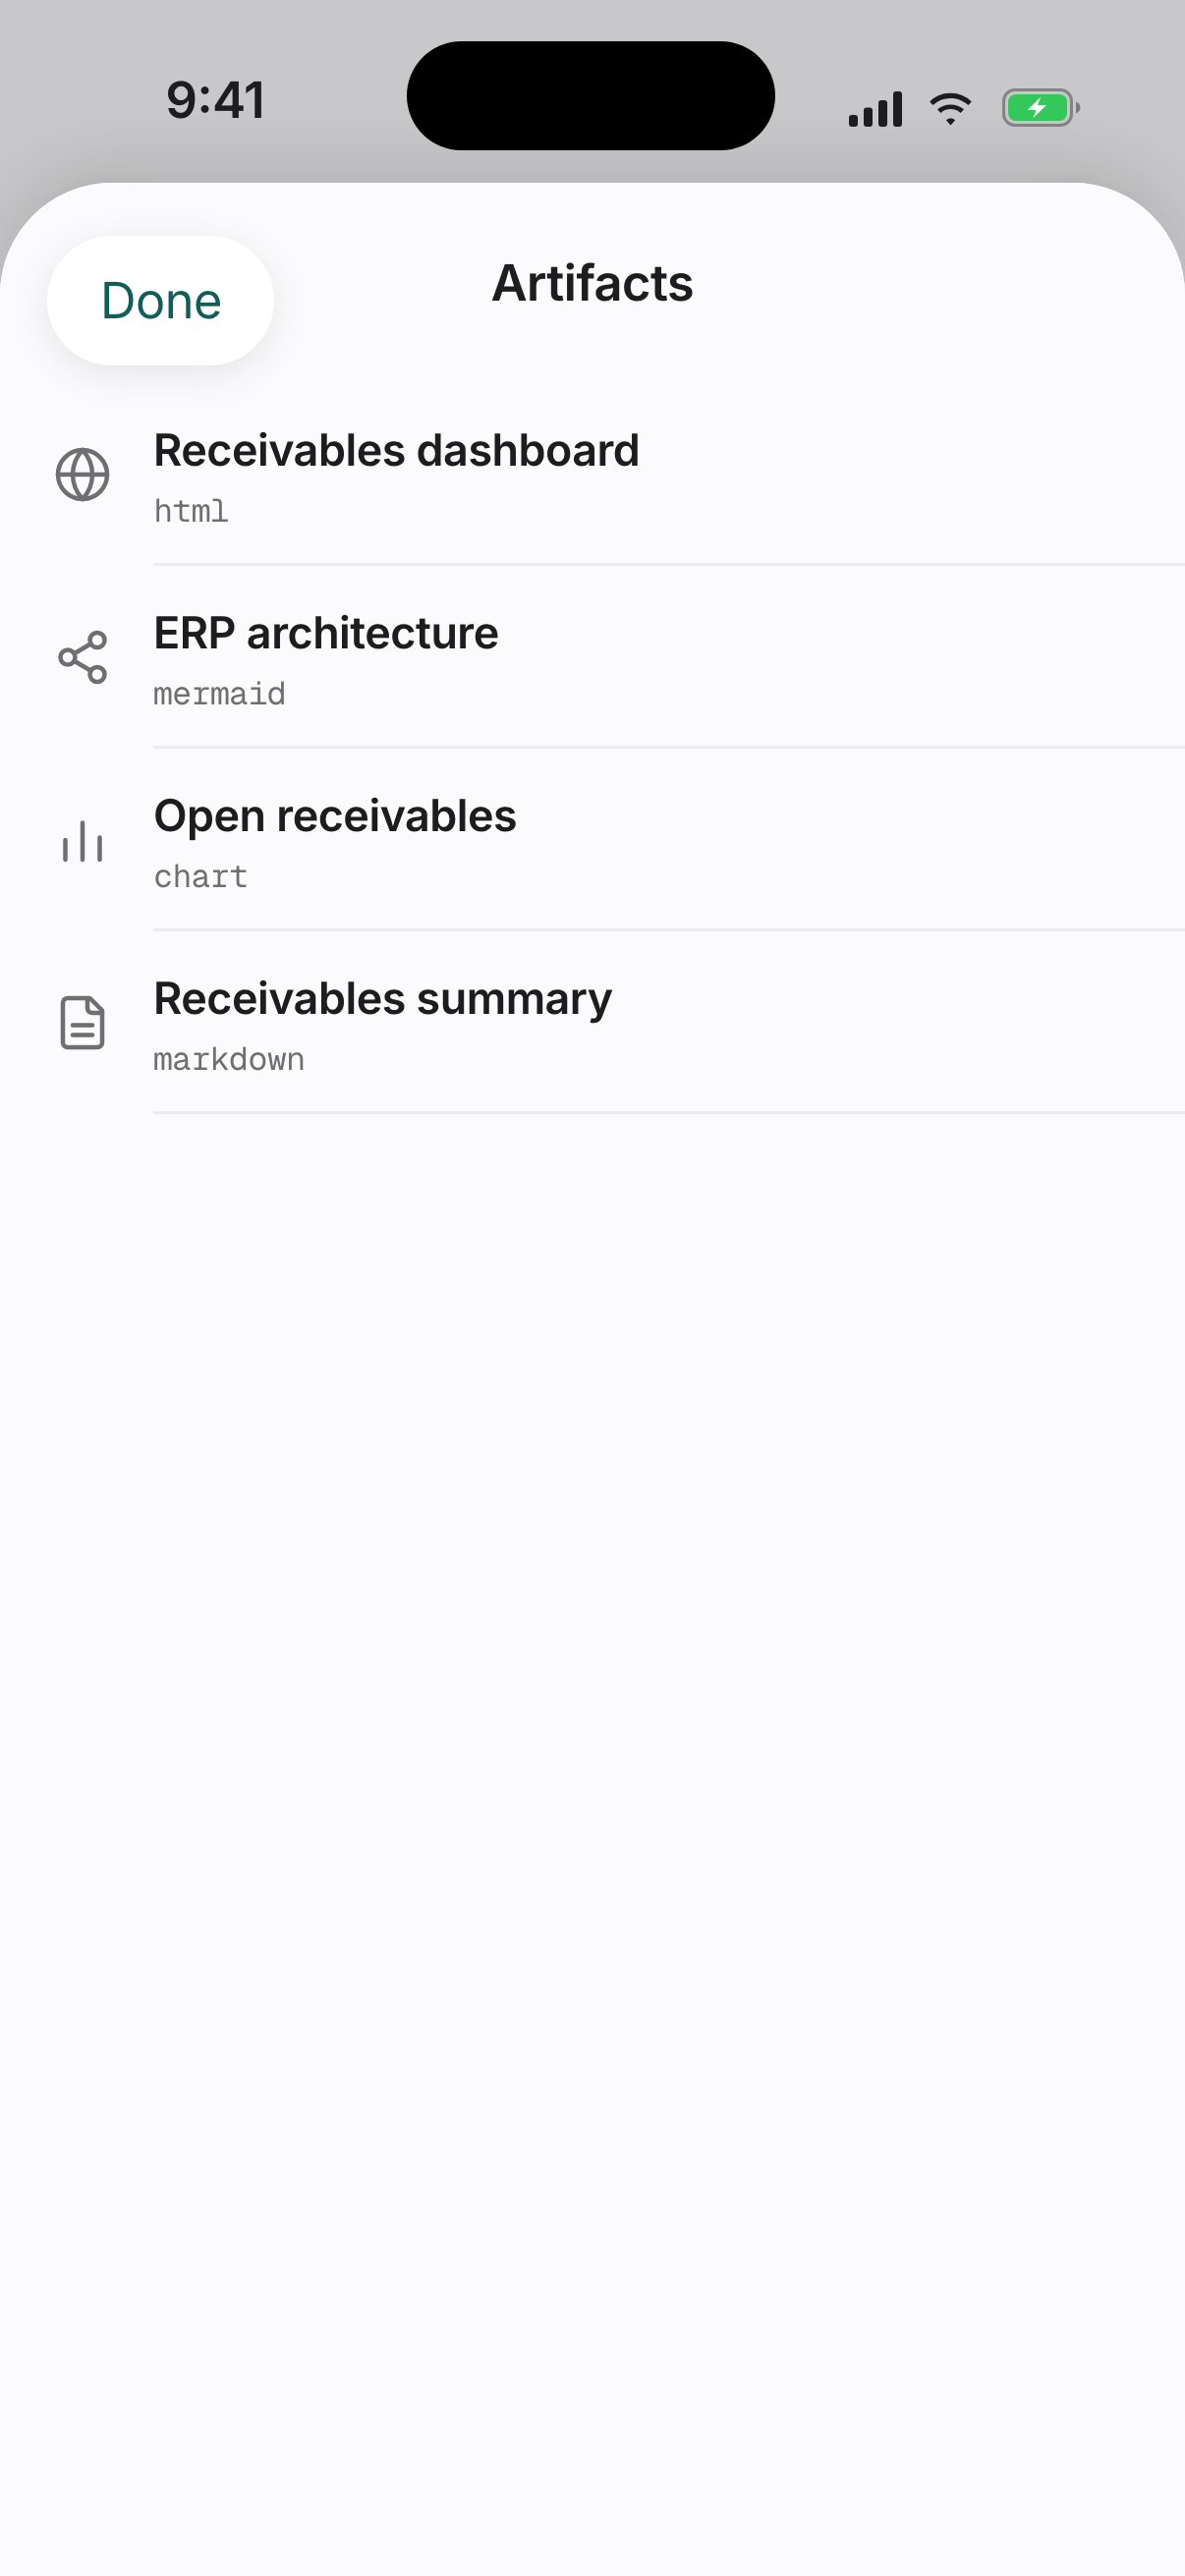 9:41
Done
Artifacts
Receivables dashboard
html
ERP architecture
mermaid
Open receivables
chart
Receivables summary
markdown